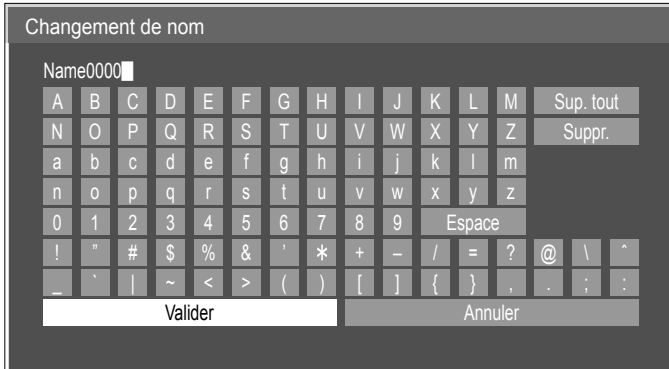 Changement de nom
Name0000
A B C D E F G H I J K L M Sup. tout
N O P Q R S T U V W X Y Z Suppr.
a b c d e f g h i j k l m
n o p q r s t u v w x y z
0 1 2 3 4 5 6 7 8 9 Espace
! " # $ % & ' * + – / = ? @ \ ^
_ ` | ~ < > ( ) [ ] { } , . ; :
Valider Annuler